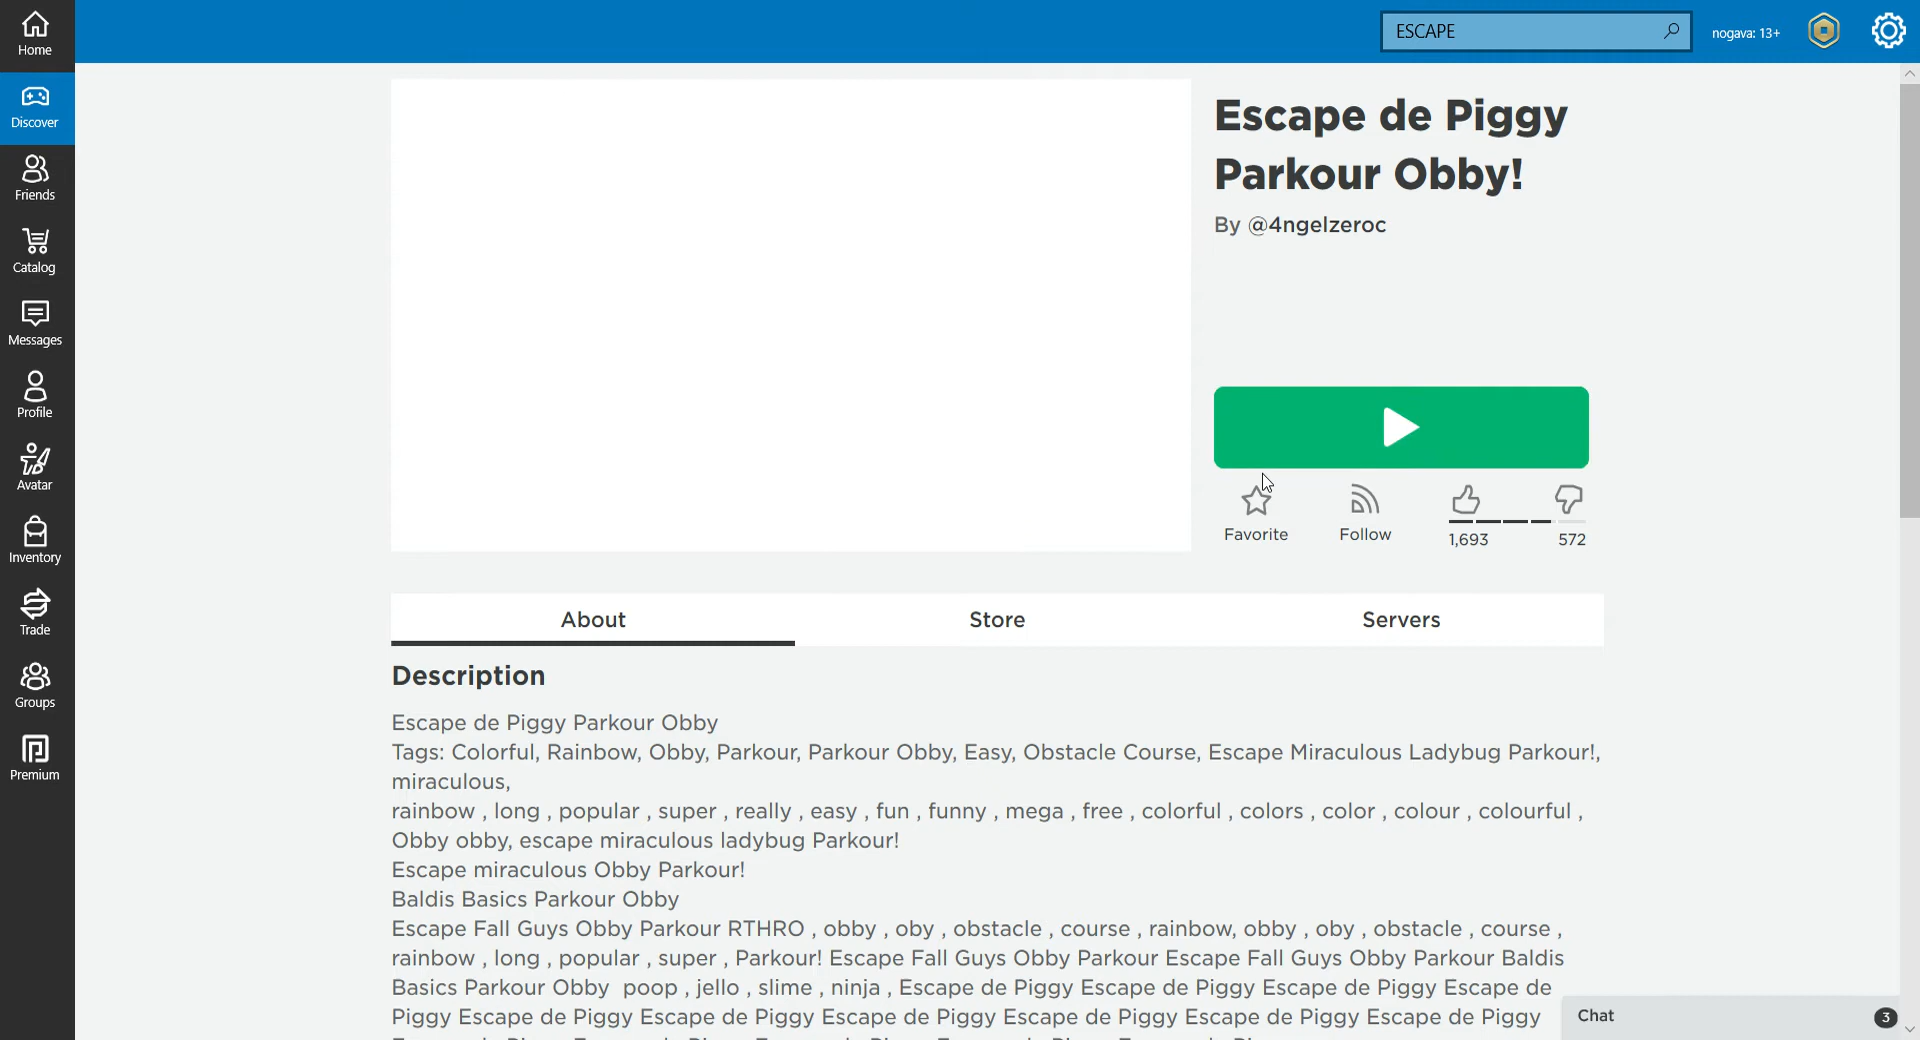 Home
Discover
Friends
Catalog
Messages
Profile
Avatar
Inventory
Trade
Groups
Premium
ESCAPE
nogava: 13+
Escape de Piggy
Parkour Obby!
By @4ngelzeroc
Favorite
Follow
1,693
572
About
Store
Servers
Description
Escape de Piggy Parkour Obby
Tags: Colorful, Rainbow, Obby, Parkour, Parkour Obby, Easy, Obstacle Course, Escape Miraculous Ladybug Parkour!,
miraculous,
rainbow , long , popular , super , really , easy , fun , funny , mega , free , colorful , colors , color , colour , colourful ,
Obby obby, escape miraculous ladybug Parkour!
Escape miraculous Obby Parkour!
Baldis Basics Parkour Obby
Escape Fall Guys Obby Parkour RTHRO , obby , oby , obstacle , course , rainbow, obby , oby , obstacle , course ,
rainbow , long , popular , super , Parkour! Escape Fall Guys Obby Parkour Escape Fall Guys Obby Parkour Baldis
Basics Parkour Obby  poop , jello , slime , ninja , Escape de Piggy Escape de Piggy Escape de Piggy Escape de
Piggy Escape de Piggy Escape de Piggy Escape de Piggy Escape de Piggy Escape de Piggy Escape de Piggy
Chat
3